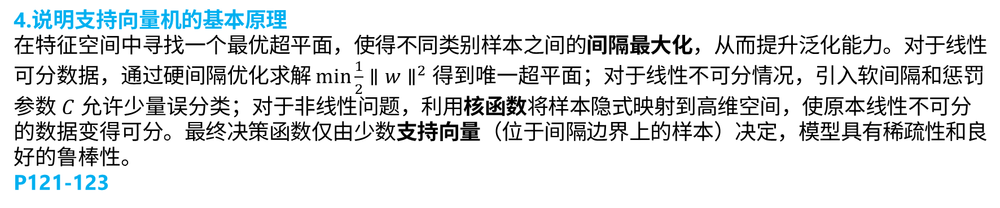 4.说明支持向量机的基本原理
在特征空间中寻找一个最优超平面，使得不同类别样本之间的间隔最大化，从而提升泛化能力。对于线性
可分数据，通过硬间隔优化求解 min 1/2 ∥ w ∥² 得到唯一超平面；对于线性不可分情况，引入软间隔和惩罚
参数 C 允许少量误分类；对于非线性问题，利用核函数将样本隐式映射到高维空间，使原本线性不可分
的数据变得可分。最终决策函数仅由少数支持向量（位于间隔边界上的样本）决定，模型具有稀疏性和良
好的鲁棒性。
P121-123